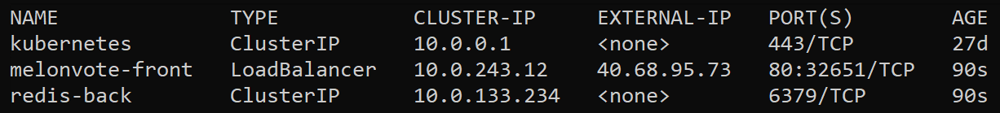 NAME TYPE CLUSTER-IP EXTERNAL-IP PORT(S) AGE
kubernetes ClusterIP 10.0.0.1 <none> 443/TCP 27d
melonvote-front LoadBalancer 10.0.243.12 40.68.95.73 80:32651/TCP 90s
redis-back ClusterIP 10.0.133.234 <none> 6379/TCP 90s